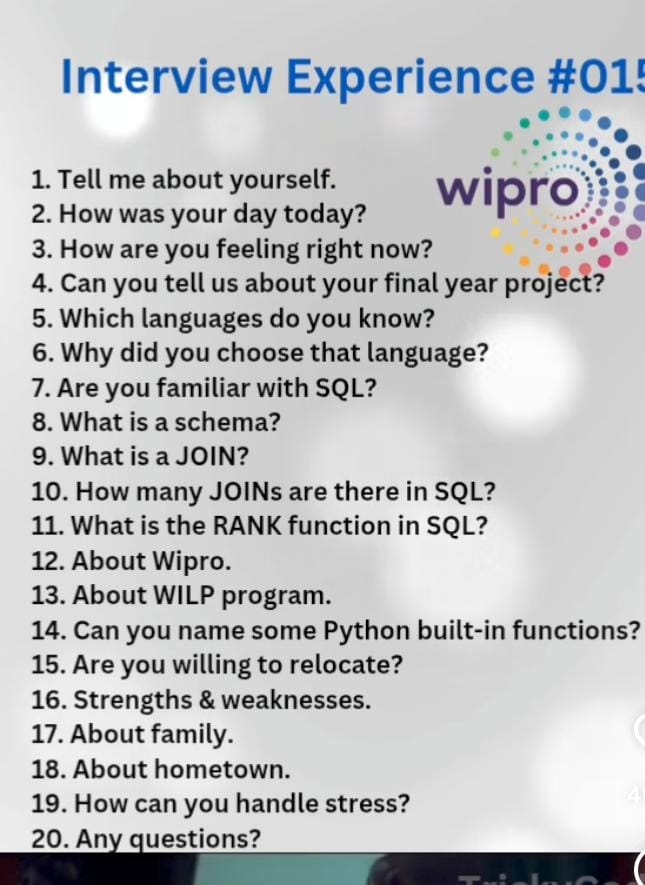 Interview Experience #015
wipro
1. Tell me about yourself.
2. How was your day today?
3. How are you feeling right now?
4. Can you tell us about your final year project?
5. Which languages do you know?
6. Why did you choose that language?
7. Are you familiar with SQL?
8. What is a schema?
9. What is a JOIN?
10. How many JOINs are there in SQL?
11. What is the RANK function in SQL?
12. About Wipro.
13. About WILP program.
14. Can you name some Python built-in functions?
15. Are you willing to relocate?
16. Strengths & weaknesses.
17. About family.
18. About hometown.
19. How can you handle stress?
20. Any questions?